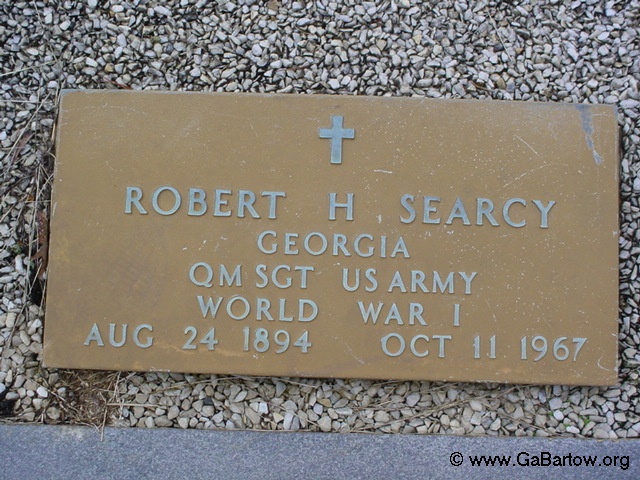 ROBERT H SEARCY
GEORGIA
QM SGT US ARMY
WORLD WAR I
AUG 24 1894 OCT 11 1967
© www.GaBartow.org